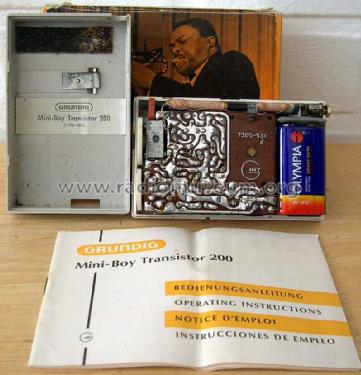 GRUNDIG
Mini-Boy Transistor 200
7305-534
OLYMPIA
www.radiomuseum.org
GRUNDIG
Mini-Boy Transistor 200
BEDIENUNGSANLEITUNG
OPERATING INSTRUCTIONS
NOTICE D'EMPLOI
INSTRUCCIONES DE EMPLEO